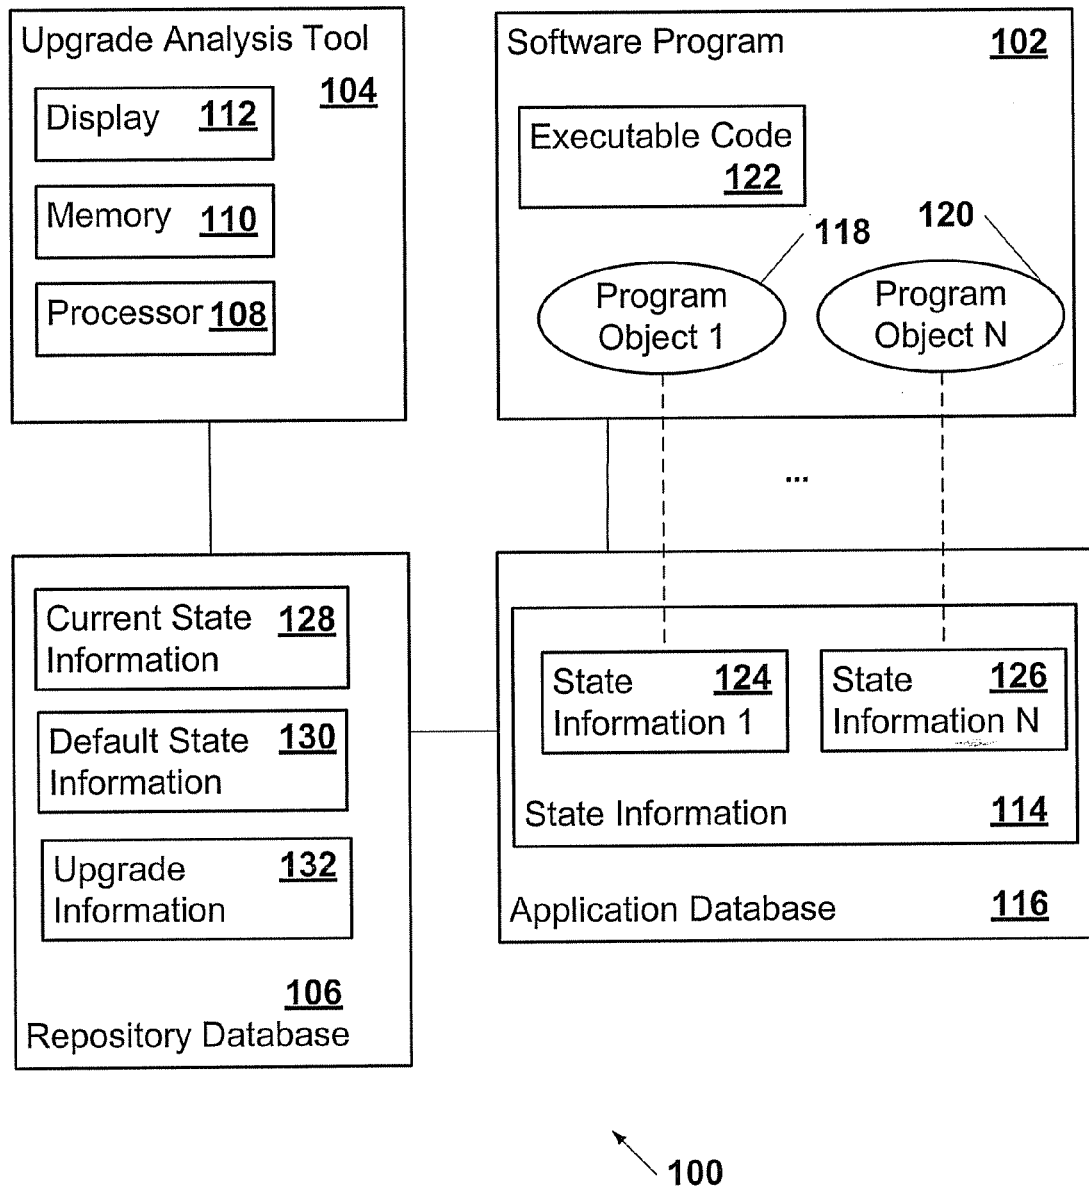 Upgrade Analysis Tool
104
Display 112
Memory 110
Processor 108
Software Program 102
Executable Code
122
118
120
Program
Object 1
Program
Object N
...
Current State 128
Information
Default State 130
Information
Upgrade 132
Information
106
Repository Database
State 124
Information 1
State 126
Information N
State Information 114
Application Database 116
100